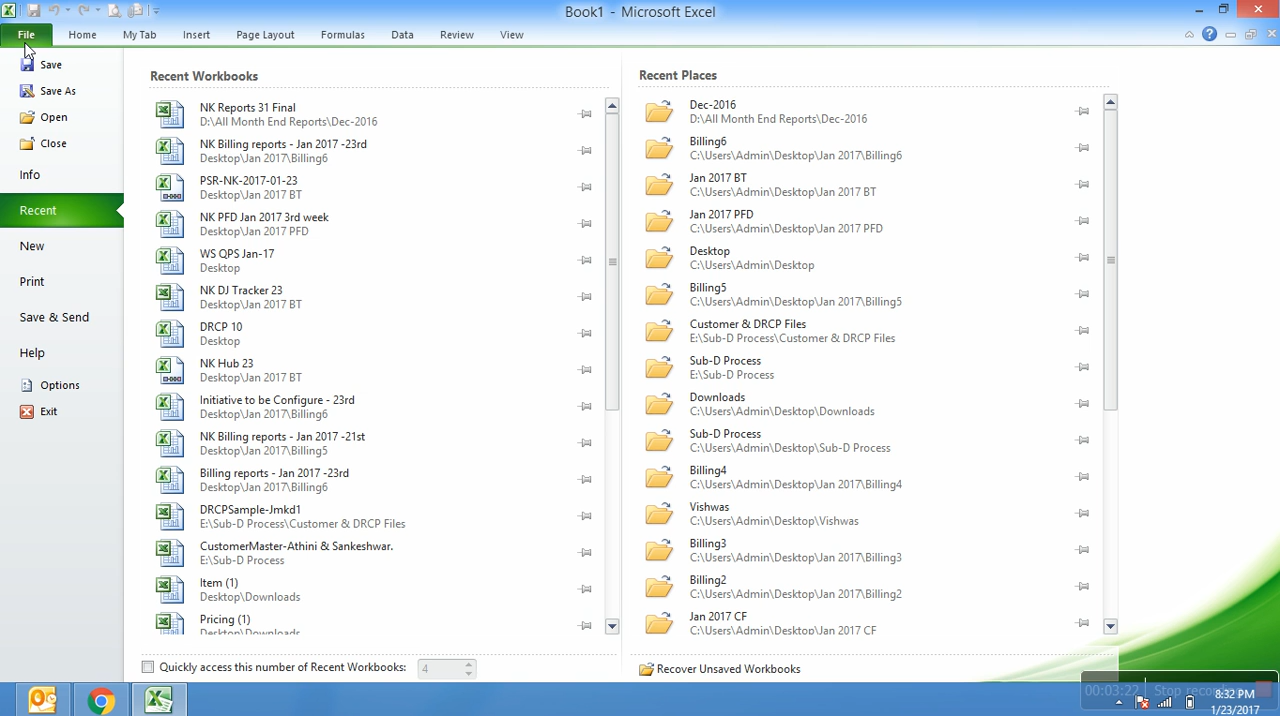 Book1 - Microsoft Excel
File Home My Tab Insert Page Layout Formulas Data Review View
Save
Save As
Open
Close
Info
Recent
New
Print
Save & Send
Help
Options
Exit
Recent Workbooks
NK Reports 31 Final
D:\All Month End Reports\Dec-2016
NK Billing reports - Jan 2017 -23rd
Desktop\Jan 2017\Billing6
PSR-NK-2017-01-23
Desktop\Jan 2017 BT
NK PFD Jan 2017 3rd week
Desktop\Jan 2017 PFD
WS QPS Jan-17
Desktop
NK DJ Tracker 23
Desktop\Jan 2017 BT
DRCP 10
Desktop
NK Hub 23
Desktop\Jan 2017 BT
Initiative to be Configure - 23rd
Desktop\Jan 2017\Billing6
NK Billing reports - Jan 2017 -21st
Desktop\Jan 2017\Billing5
Billing reports - Jan 2017 -23rd
Desktop\Jan 2017\Billing6
DRCPSample-Jmkd1
E:\Sub-D Process\Customer & DRCP Files
CustomerMaster-Athini & Sankeshwar.
E:\Sub-D Process
Item (1)
Desktop\Downloads
Pricing (1)
Desktop\Downloads
Quickly access this number of Recent Workbooks: 4
Recent Places
Dec-2016
D:\All Month End Reports\Dec-2016
Billing6
C:\Users\Admin\Desktop\Jan 2017\Billing6
Jan 2017 BT
C:\Users\Admin\Desktop\Jan 2017 BT
Jan 2017 PFD
C:\Users\Admin\Desktop\Jan 2017 PFD
Desktop
C:\Users\Admin\Desktop
Billing5
C:\Users\Admin\Desktop\Jan 2017\Billing5
Customer & DRCP Files
E:\Sub-D Process\Customer & DRCP Files
Sub-D Process
E:\Sub-D Process
Downloads
C:\Users\Admin\Desktop\Downloads
Sub-D Process
C:\Users\Admin\Desktop\Sub-D Process
Billing4
C:\Users\Admin\Desktop\Jan 2017\Billing4
Vishwas
C:\Users\Admin\Desktop\Vishwas
Billing3
C:\Users\Admin\Desktop\Jan 2017\Billing3
Billing2
C:\Users\Admin\Desktop\Jan 2017\Billing2
Jan 2017 CF
C:\Users\Admin\Desktop\Jan 2017 CF
Recover Unsaved Workbooks
00:03:22 Stop
8:32 PM
1/23/2017